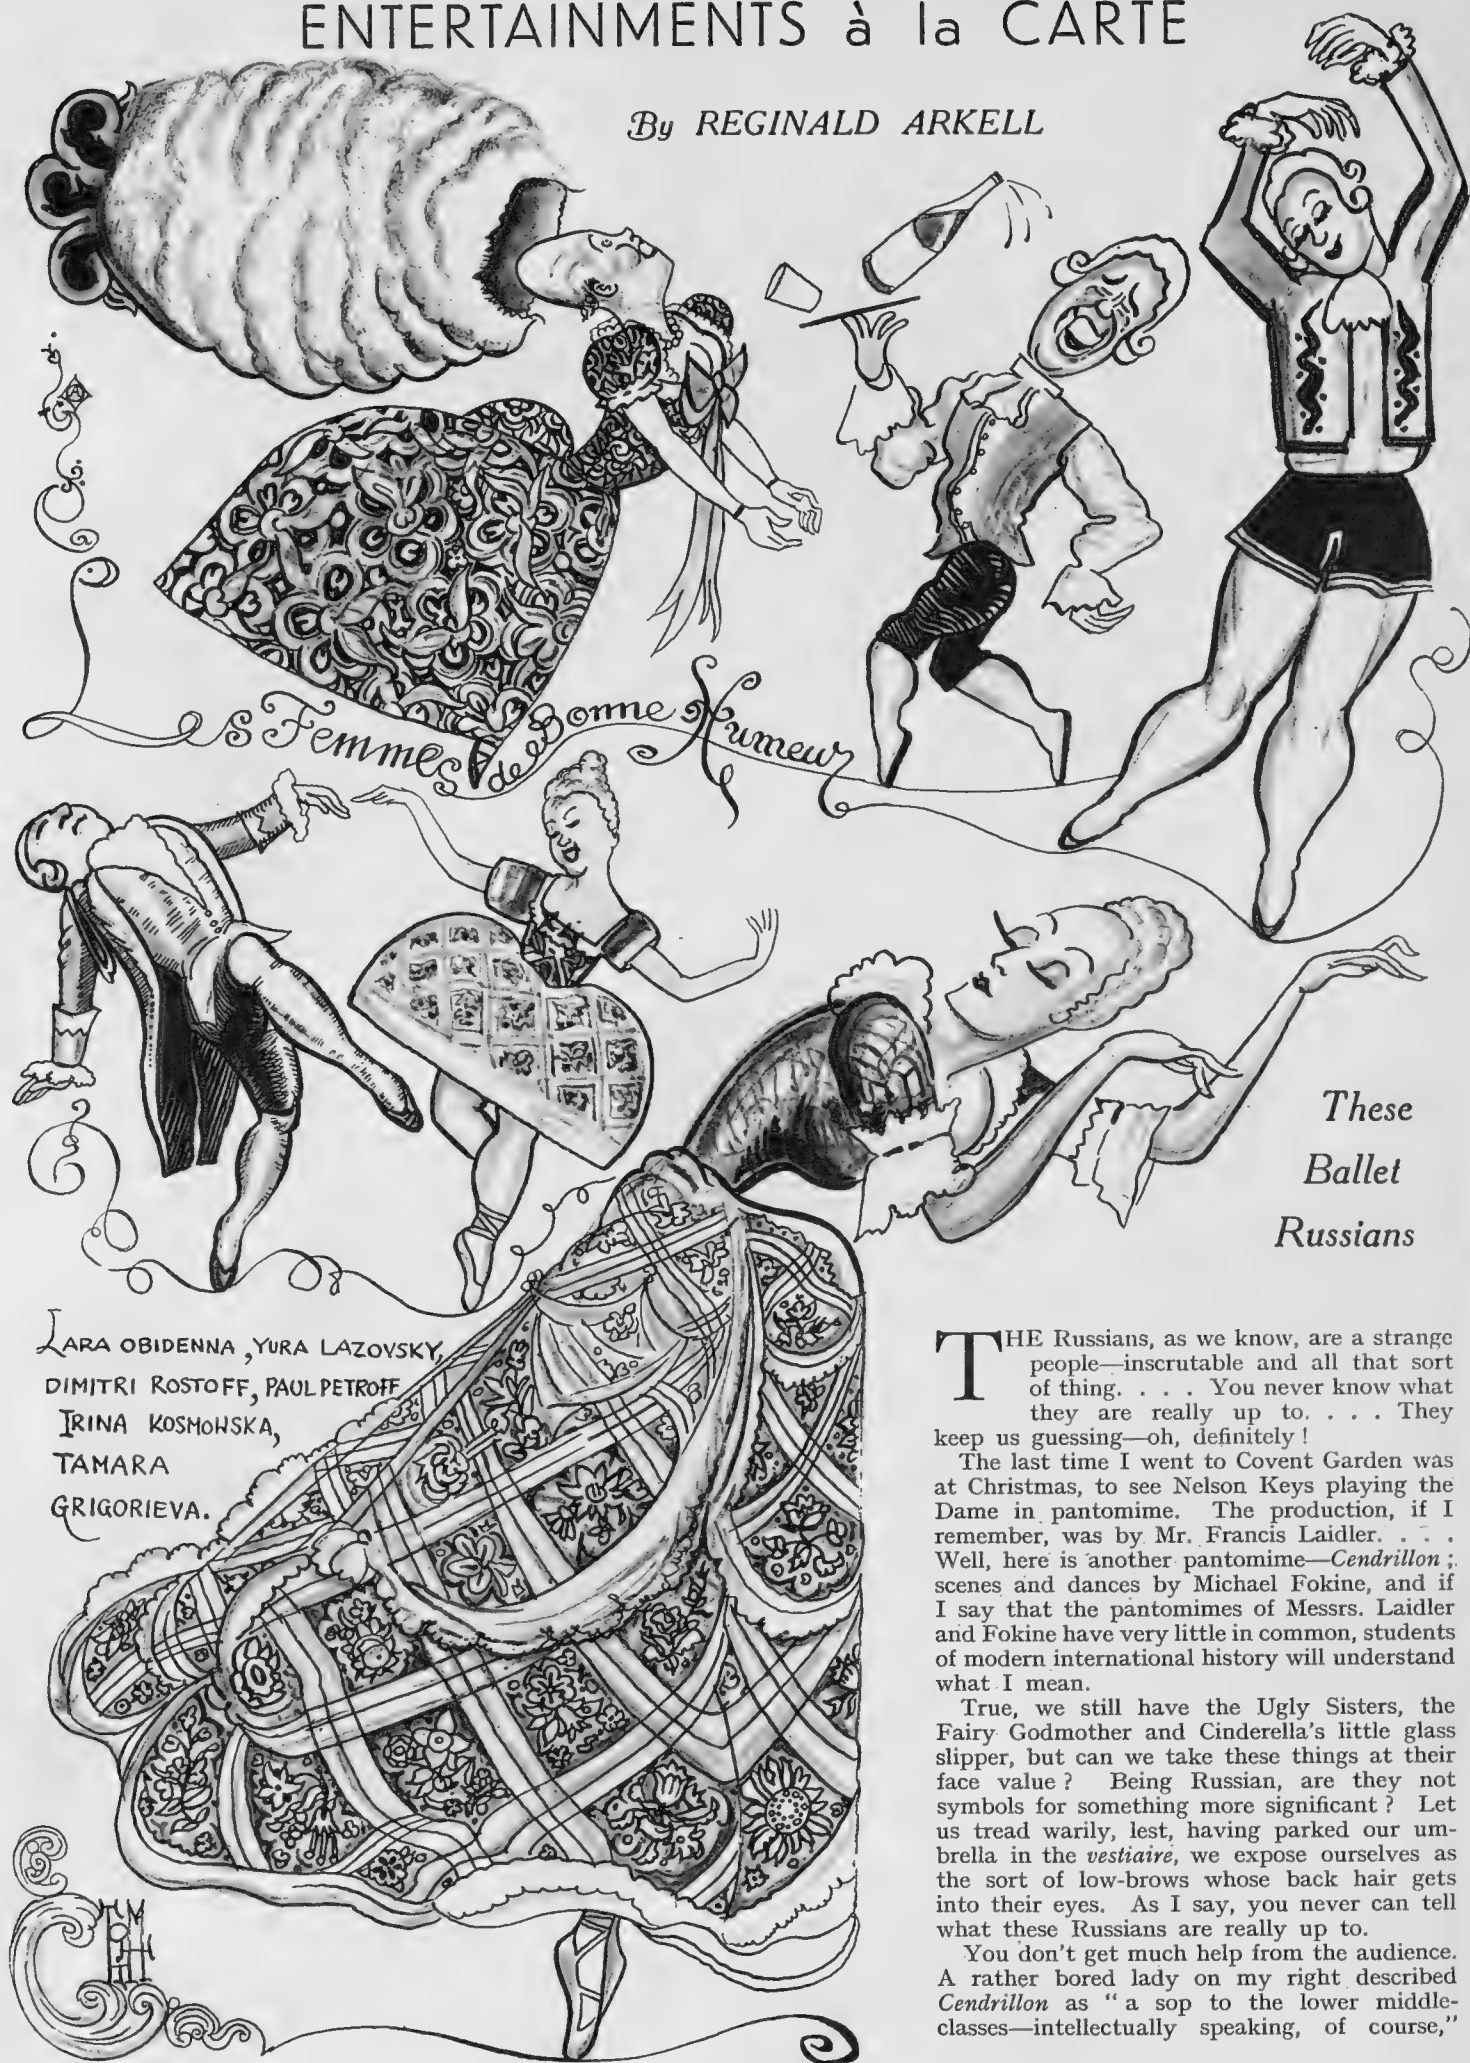 ENTERTAINMENTS à la CARTE
By REGINALD ARKELL
Les Femmes de Bonne Humeur
LARA OBIDENNA, YURA LAZOVSKY,
DIMITRI ROSTOFF, PAUL PETROFF
IRINA KOSMOWSKA,
TAMARA
GRIGORIEVA.
These
Ballet
Russians
THE Russians, as we know, are a strange
people—inscrutable and all that sort
of thing. . . . You never know what
they are really up to. . . . They
keep us guessing—oh, definitely!
The last time I went to Covent Garden was
at Christmas, to see Nelson Keys playing the
Dame in pantomime. The production, if I
remember, was by Mr. Francis Laidler. . . .
Well, here is another pantomime—Cendrillon;
scenes and dances by Michael Fokine, and if
I say that the pantomimes of Messrs. Laidler
and Fokine have very little in common, students
of modern international history will understand
what I mean.
True, we still have the Ugly Sisters, the
Fairy Godmother and Cinderella's little glass
slipper, but can we take these things at their
face value? Being Russian, are they not
symbols for something more significant? Let
us tread warily, lest, having parked our um-
brella in the vestiaire, we expose ourselves as
the sort of low-brows whose back hair gets
into their eyes. As I say, you never can tell
what these Russians are really up to.
You don't get much help from the audience.
A rather bored lady on my right described
Cendrillon as "a sop to the lower middle-
classes—intellectually speaking, of course,"